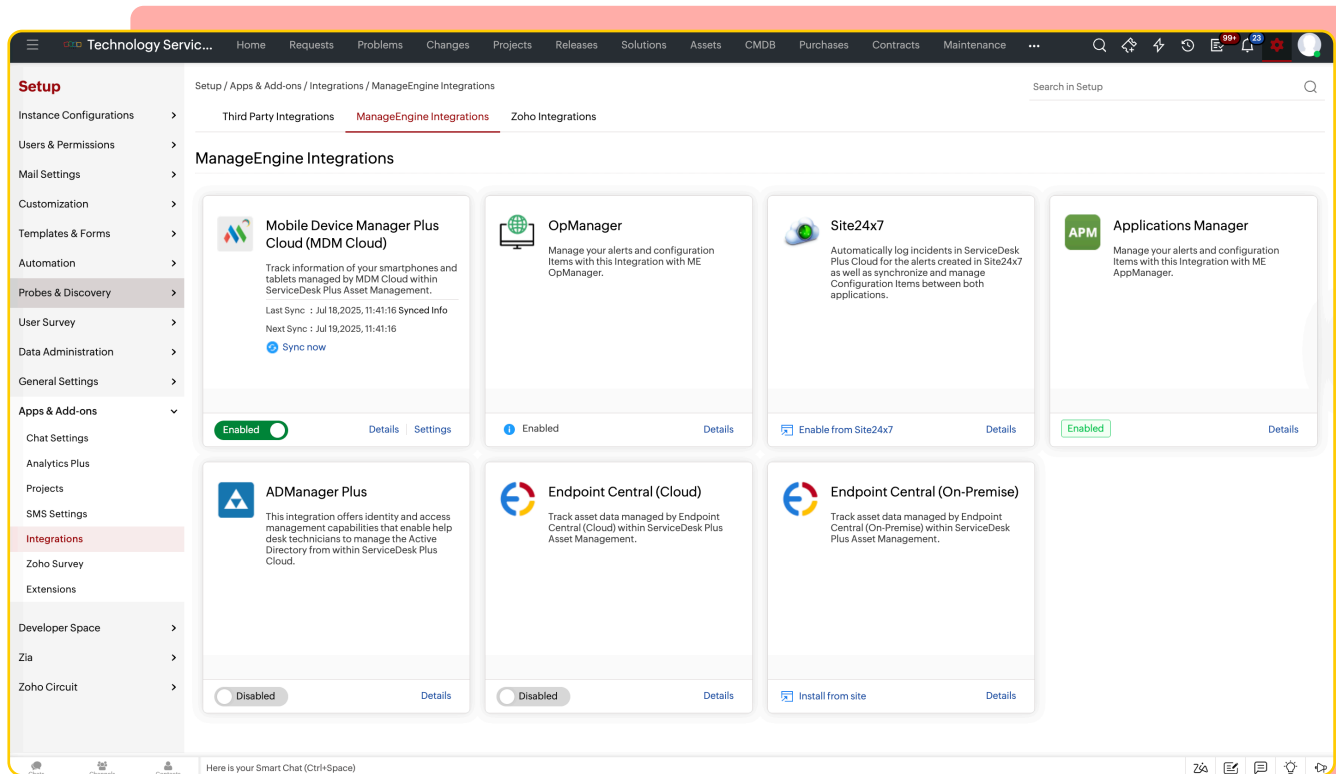 Technology Servic...
Home
Requests
Problems
Changes
Projects
Releases
Solutions
Assets
CMDB
Purchases
Contracts
Maintenance
99+
23
Setup
Instance Configurations
Users & Permissions
Mail Settings
Customization
Templates & Forms
Automation
Probes & Discovery
User Survey
Data Administration
General Settings
Apps & Add-ons
Chat Settings
Analytics Plus
Projects
SMS Settings
Integrations
Zoho Survey
Extensions
Developer Space
Zia
Zoho Circuit
Setup / Apps & Add-ons / Integrations / ManageEngine Integrations
Search in Setup
Third Party Integrations
ManageEngine Integrations
Zoho Integrations
ManageEngine Integrations
Mobile Device Manager Plus
Cloud (MDM Cloud)
Track information of your smartphones and
tablets managed by MDM Cloud within
ServiceDesk Plus Asset Management.
Last Sync : Jul 18,2025, 11:41:16 Synced Info
Next Sync : Jul 19,2025, 11:41:16
Sync now
Enabled
Details
Settings
OpManager
Manage your alerts and configuration
Items with this Integration with ME
OpManager.
Enabled
Details
Site24x7
Automatically log incidents in ServiceDesk
Plus Cloud for the alerts created in Site24x7
as well as synchronize and manage
Configuration Items between both
applications.
Enable from Site24x7
Details
APM
Applications Manager
Manage your alerts and configuration
Items with this Integration with ME
AppManager.
Enabled
Details
ADManager Plus
This integration offers identity and access
management capabilities that enable help
desk technicians to manage the Active
Directory from within ServiceDesk Plus
Cloud.
Disabled
Details
Endpoint Central (Cloud)
Track asset data managed by Endpoint
Central (Cloud) within ServiceDesk Plus
Asset Management.
Disabled
Details
Endpoint Central (On-Premise)
Track asset data managed by Endpoint
Central (On-Premise) within ServiceDesk
Plus Asset Management.
Install from site
Details
Here is your Smart Chat (Ctrl+Space)